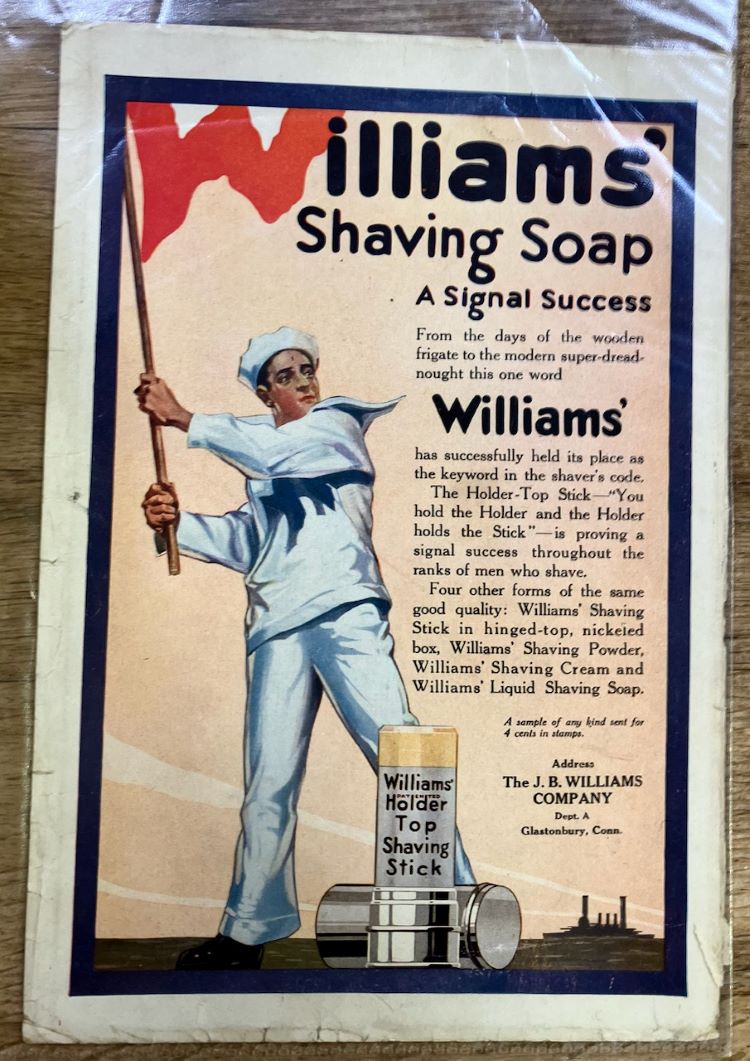 Williams'
Shaving Soap
A Signal Success
From the days of the wooden
frigate to the modern super-dread-
nought this one word
Williams'
has successfully held its place as
the keyword in the shaver's code.
The Holder-Top Stick—"You
hold the Holder and the Holder
holds the Stick"—is proving a
signal success throughout the
ranks of men who shave.
Four other forms of the same
good quality: Williams' Shaving
Stick in hinged-top, nickeled
box, Williams' Shaving Powder,
Williams' Shaving Cream and
Williams' Liquid Shaving Soap.
A sample of any kind sent for
4 cents in stamps.
Address
The J. B. WILLIAMS
COMPANY
Dept. A
Glastonbury, Conn.
Williams'
PATENTED
Holder
Top
Shaving
Stick